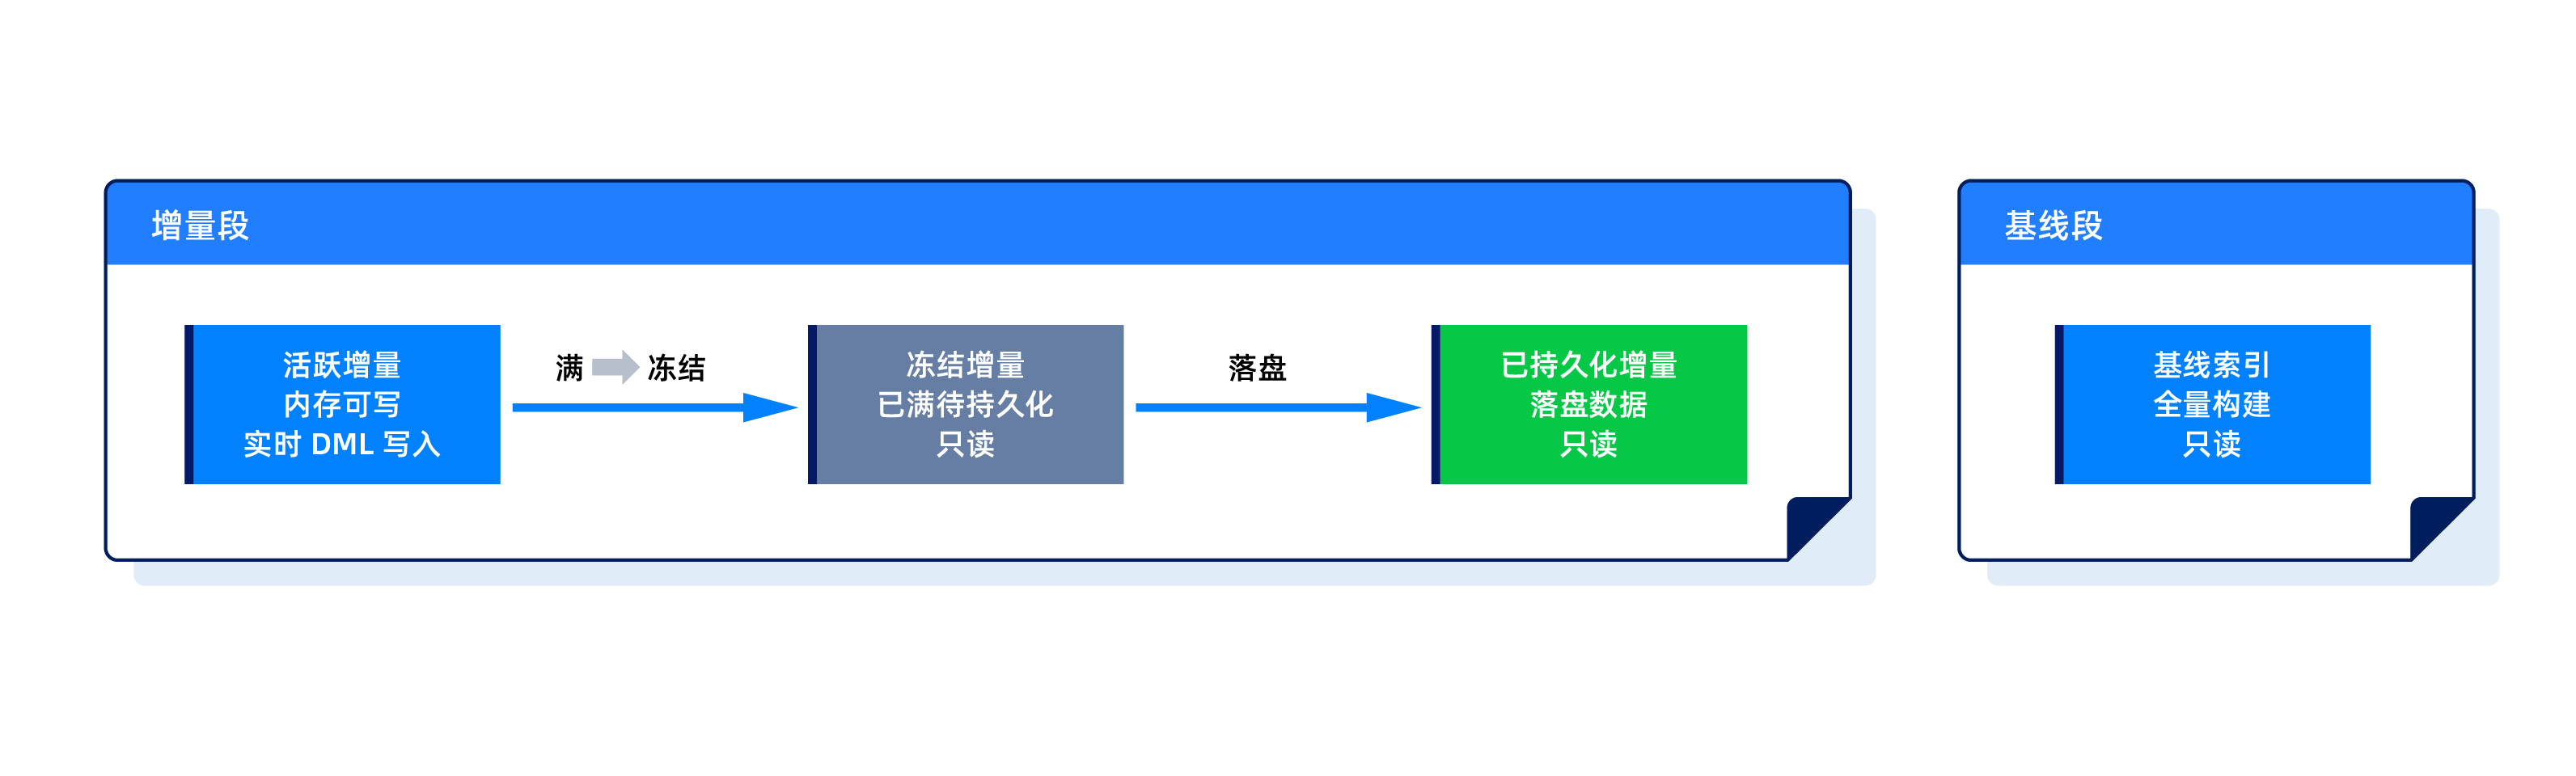 增量段
活跃增量
内存可写
实时 DML 写入
满
冻结
冻结增量
已满待持久化
只读
落盘
已持久化增量
落盘数据
只读
基线段
基线索引
全量构建
只读